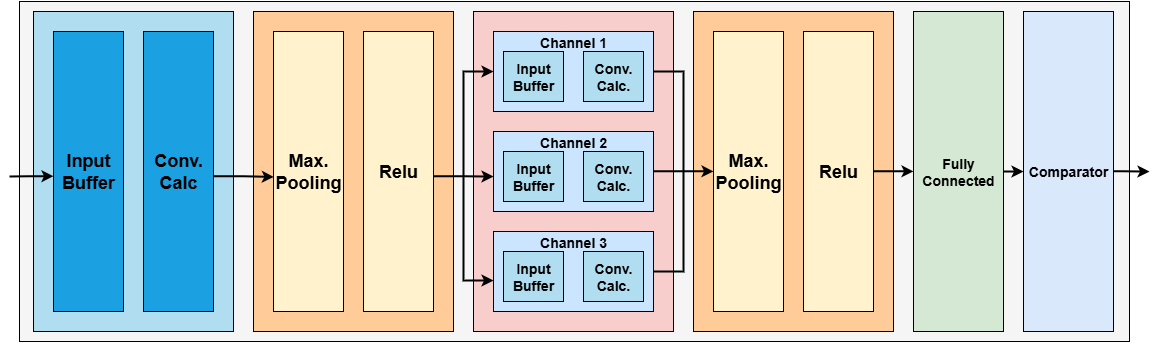 Input
Buffer
Conv.
Calc
Max.
Pooling
Relu
Channel 1
Input
Buffer
Conv.
Calc.
Channel 2
Input
Buffer
Conv.
Calc.
Channel 3
Input
Buffer
Conv.
Calc.
Max.
Pooling
Relu
Fully
Connected
Comparator